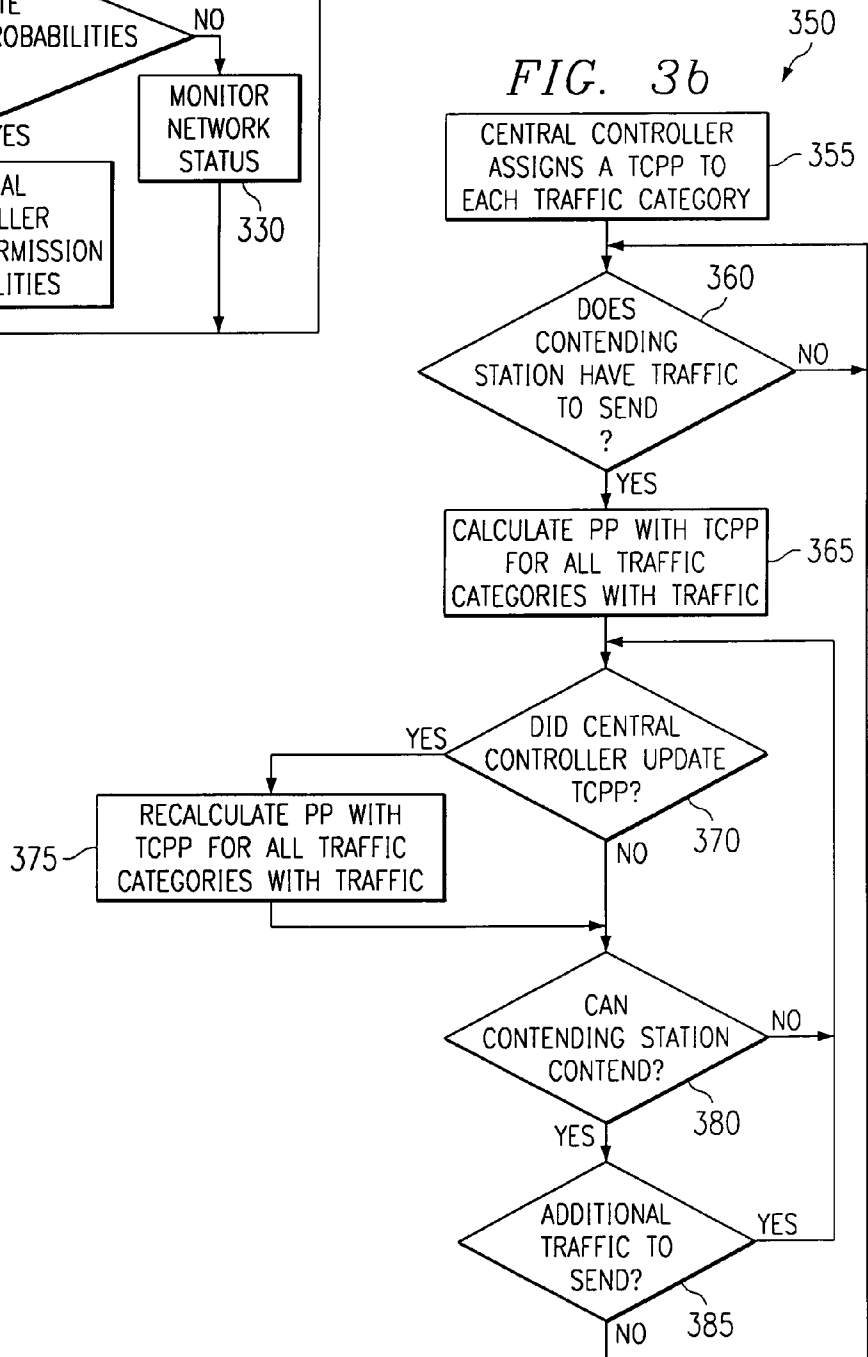 TE
ROBABILITIES
NO
YES
MONITOR
NETWORK
STATUS
330
AL
LLER
RMISSION
LITIES
350
FIG. 3b
CENTRAL CONTROLLER
ASSIGNS A TCPP TO
EACH TRAFFIC CATEGORY
355
360
DOES
CONTENDING
STATION HAVE TRAFFIC
TO SEND
?
NO
YES
CALCULATE PP WITH TCPP
FOR ALL TRAFFIC
CATEGORIES WITH TRAFFIC
365
DID CENTRAL
CONTROLLER UPDATE
TCPP?
YES
370
NO
RECALCULATE PP WITH
TCPP FOR ALL TRAFFIC
CATEGORIES WITH TRAFFIC
375
CAN
CONTENDING STATION
CONTEND?
NO
380
YES
ADDITIONAL
TRAFFIC TO
SEND?
YES
385
NO